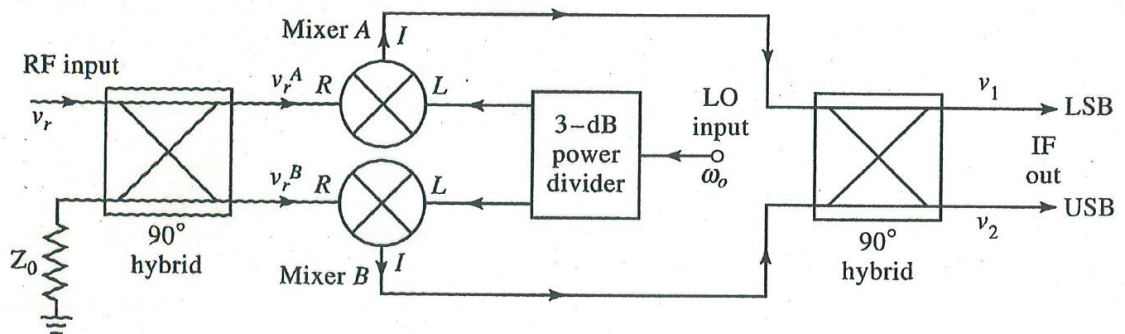 RF input
v_r
Z_0
90°
hybrid
Mixer A
I
v_r^A
R
L
v_r^B
R
L
Mixer B
I
3–dB
power
divider
LO
input
ω_o
90°
hybrid
v_1
LSB
IF
out
v_2
USB